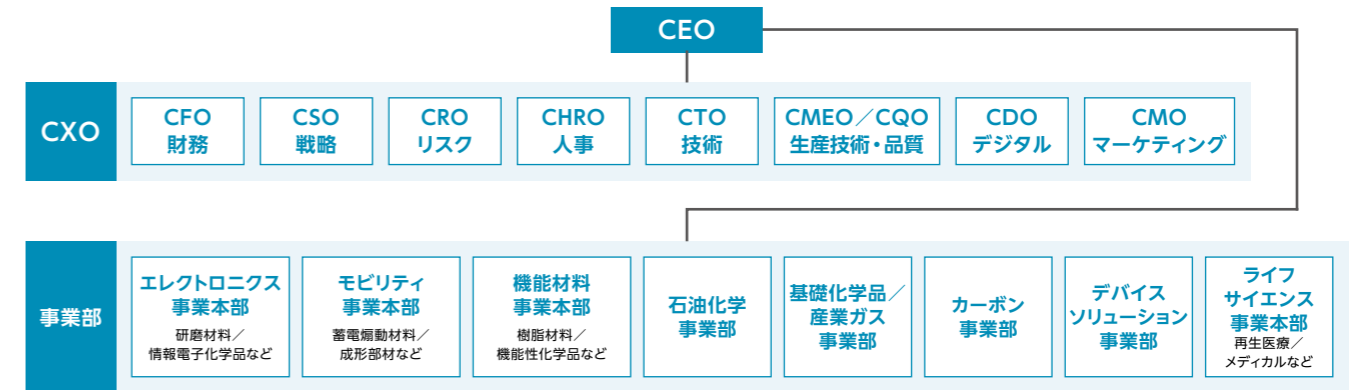 CEO
CXO
CFO
財務
CSO
戦略
CRO
リスク
CHRO
人事
CTO
技術
CMEO／CQO
生産技術・品質
CDO
デジタル
CMO
マーケティング
事業部
エレクトロニクス
事業本部
研磨材料／
情報電子化学品など
モビリティ
事業本部
蓄電煽動材料／
成形部材など
機能材料
事業本部
樹脂材料／
機能性化学品など
石油化学
事業部
基礎化学品／
産業ガス
事業部
カーボン
事業部
デバイス
ソリューション
事業部
ライフ
サイエンス
事業本部
再生医療／
メディカルなど